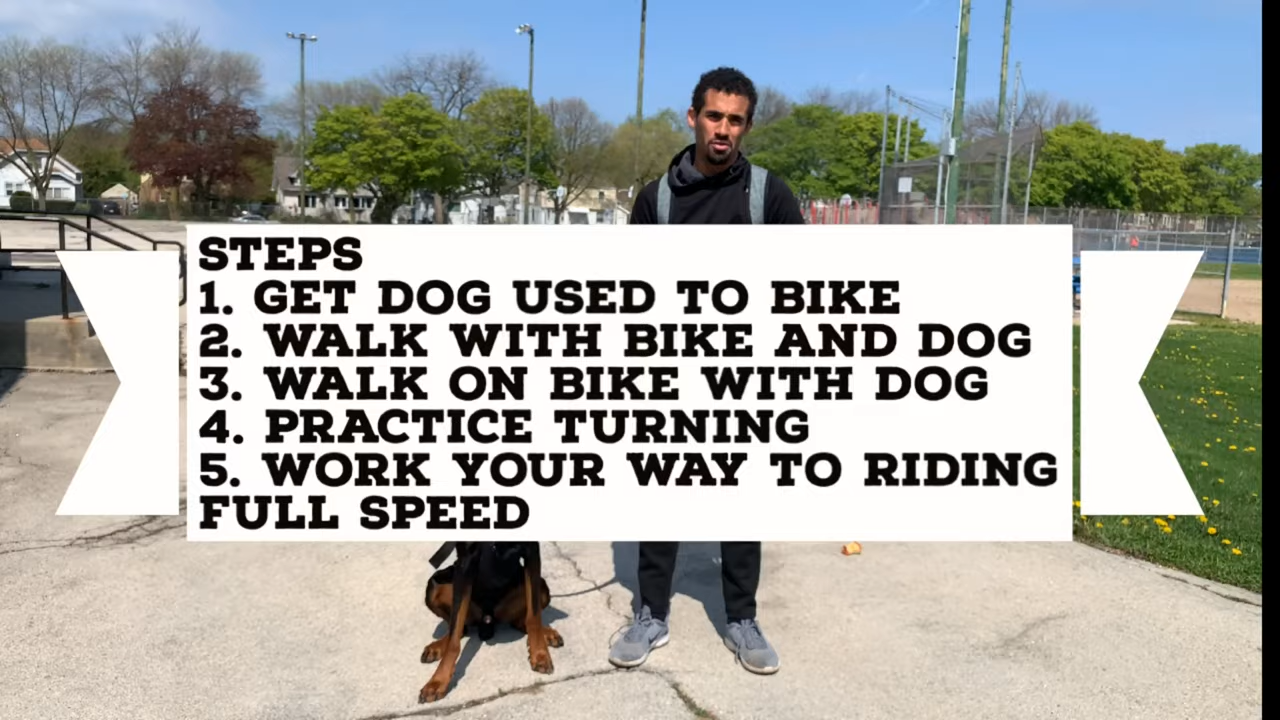 STEPS
1. GET DOG USED TO BIKE
2. WALK WITH BIKE AND DOG
3. WALK ON BIKE WITH DOG
4. PRACTICE TURNING
5. WORK YOUR WAY TO RIDING
FULL SPEED